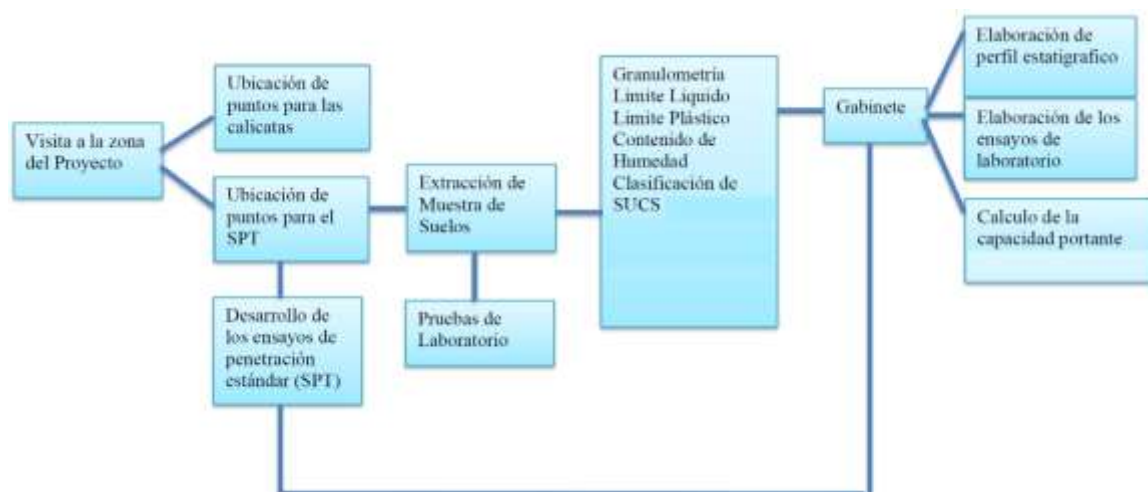 Visita a la zona
del Proyecto
Ubicación de
puntos para las
calicatas
Ubicación de
puntos para el
SPT
Desarrollo de
los ensayos de
penetración
estándar (SPT)
Extracción de
Muestra de
Suelos
Pruebas de
Laboratorio
Granulometría
Limite Líquido
Limite Plástico
Contenido de
Humedad
Clasificación de
SUCS
Gabinete
Elaboración de
perfil estatigrafico
Elaboración de los
ensayos de
laboratorio
Calculo de la
capacidad portante